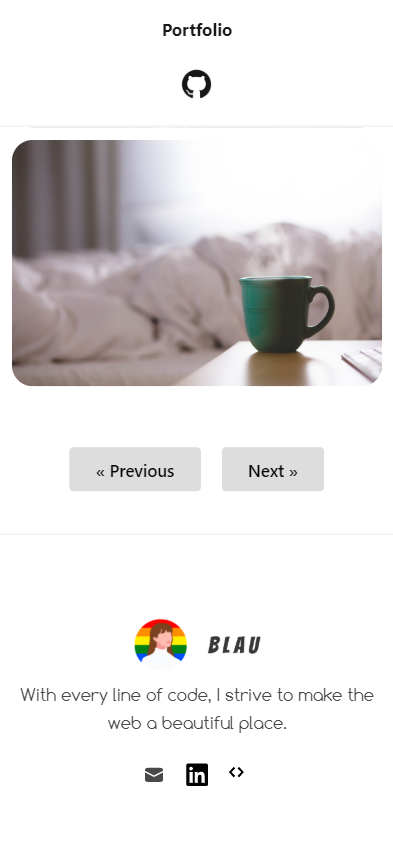 Portfolio
« Previous
Next »
BLAU
With every line of code, I strive to make the
web a beautiful place.